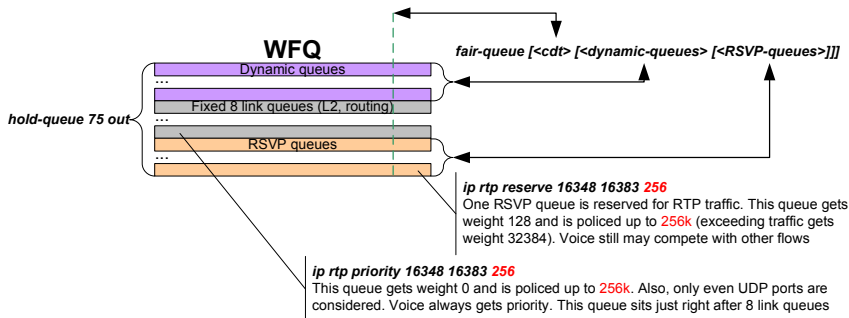 WFQ
fair-queue [<cdt> [<dynamic-queues> [<RSVP-queues>]]]
Dynamic queues
...
Fixed 8 link queues (L2, routing)
hold-queue 75 out
...
RSVP queues
...
ip rtp reserve 16348 16383 256
One RSVP queue is reserved for RTP traffic. This queue gets
weight 128 and is policed up to 256k (exceeding traffic gets
weight 32384). Voice still may compete with other flows
ip rtp priority 16348 16383 256
This queue gets weight 0 and is policed up to 256k. Also, only even UDP ports are
considered. Voice always gets priority. This queue sits just right after 8 link queues